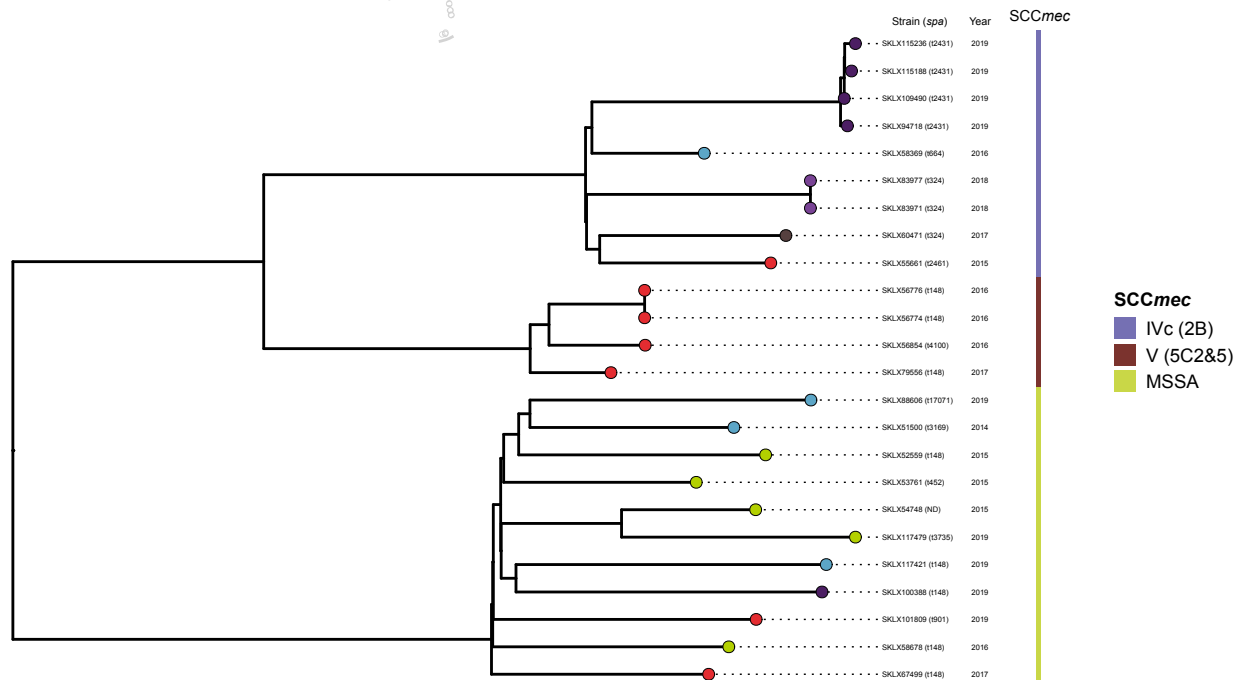 Strain (spa) Year SCCmec
SKLX115236 (t2431) 2019
SKLX115188 (t2431) 2019
SKLX109490 (t2431) 2019
SKLX94718 (t2431) 2019
SKLX58369 (t664) 2016
SKLX83977 (t324) 2018
SKLX83971 (t324) 2018
SKLX60471 (t324) 2017
SKLX55661 (t2461) 2015
SKLX56776 (t148) 2016
SKLX56774 (t148) 2016
SKLX56854 (t4100) 2016
SKLX79556 (t148) 2017
SKLX88606 (t17071) 2019
SKLX51500 (t3169) 2014
SKLX52559 (t148) 2015
SKLX53761 (t452) 2015
SKLX54748 (ND) 2015
SKLX117479 (t3735) 2019
SKLX117421 (t148) 2019
SKLX100388 (t148) 2019
SKLX101809 (t901) 2019
SKLX58678 (t148) 2016
SKLX67499 (t148) 2017
SCCmec
IVc (2B)
V (5C2&5)
MSSA